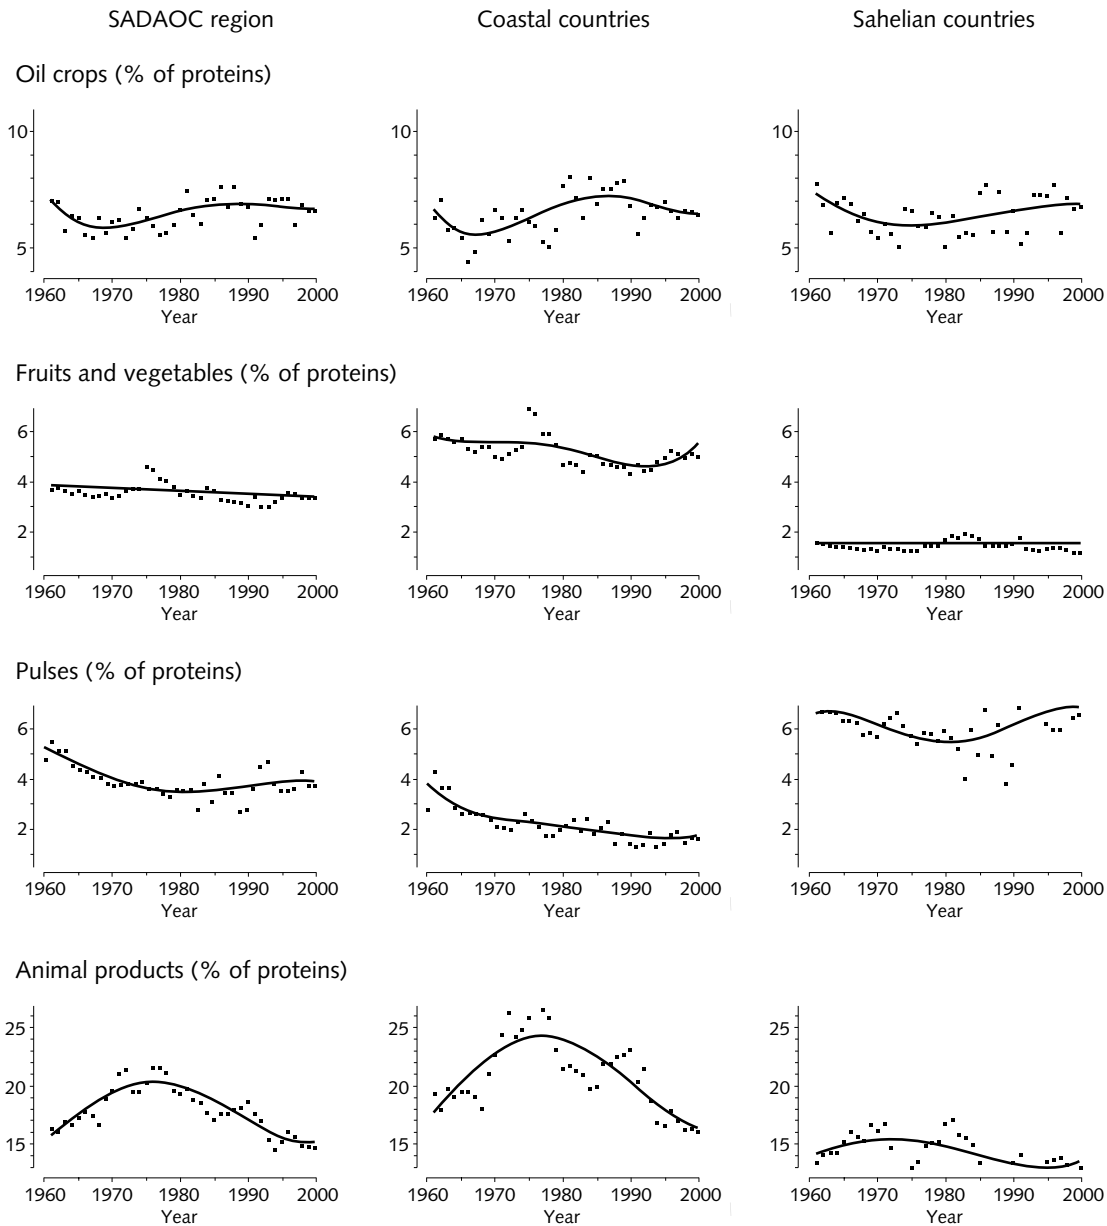 SADAOC region Coastal countries Sahelian countries
Oil crops (% of proteins)
10 10 10
5 5 5
1960 1970 1980 1990 2000 1960 1970 1980 1990 2000 1960 1970 1980 1990 2000
Year Year Year
Fruits and vegetables (% of proteins)
6 6 6
4 4 4
2 2 2
1960 1970 1980 1990 2000 1960 1970 1980 1990 2000 1960 1970 1980 1990 2000
Year Year Year
Pulses (% of proteins)
6 6 6
4 4 4
2 2 2
1960 1970 1980 1990 2000 1960 1970 1980 1990 2000 1960 1970 1980 1990 2000
Year Year Year
Animal products (% of proteins)
25 25 25
20 20 20
15 15 15
1960 1970 1980 1990 2000 1960 1970 1980 1990 2000 1960 1970 1980 1990 2000
Year Year Year